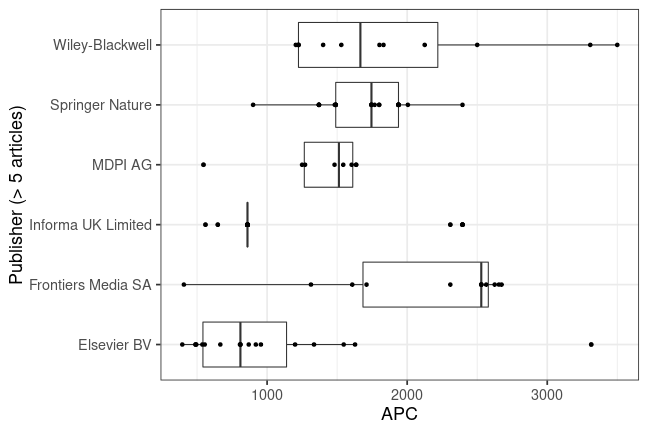 Publisher (> 5 articles)
Wiley-Blackwell
Springer Nature
MDPI AG
Informa UK Limited
Frontiers Media SA
Elsevier BV
1000 2000 3000
APC